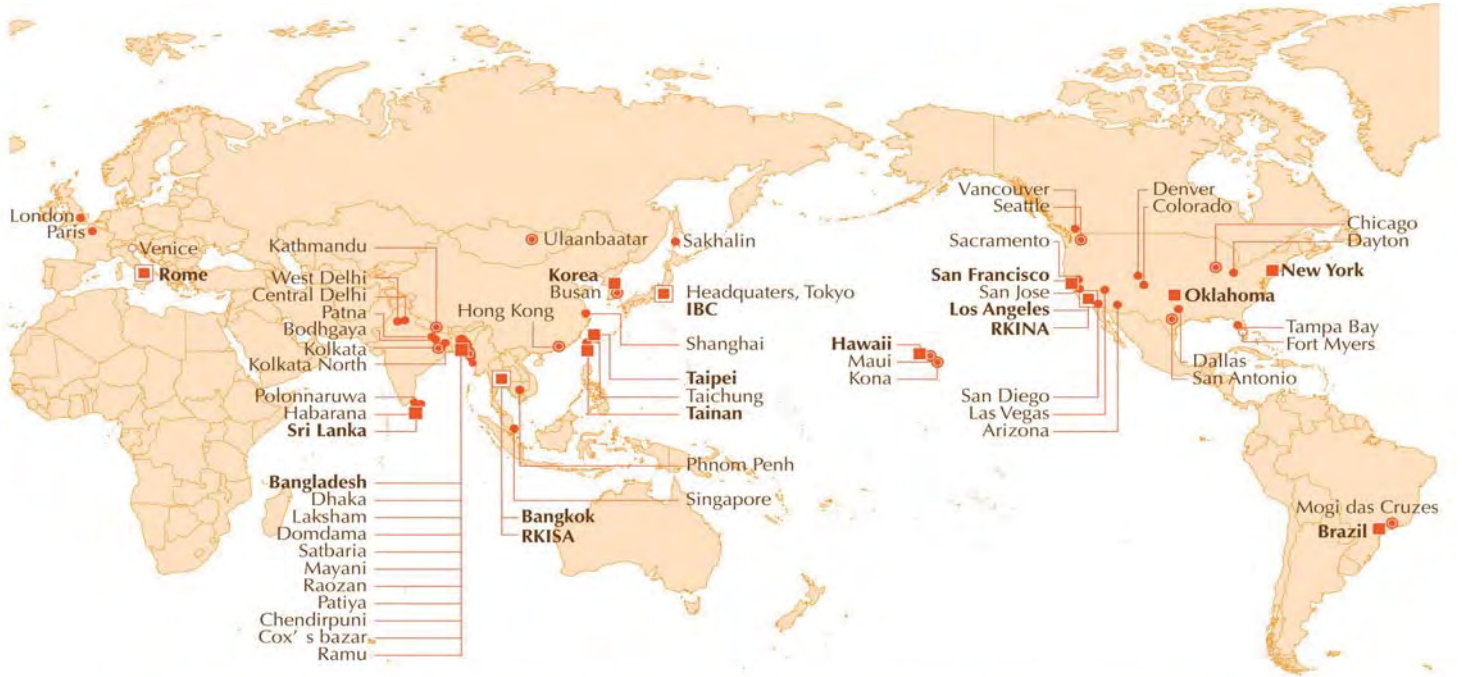 London
Paris
Venice
Rome
Kathmandu
West Delhi
Central Delhi
Patna
Bodhgaya
Kolkata
Kolkata North
Polonnaruwa
Habarana
Sri Lanka
Bangladesh
Dhaka
Laksham
Domdama
Satbaria
Mayani
Raozan
Patiya
Chendirpuni
Cox’ s bazar
Ramu
Ulaanbaatar
Hong Kong
Korea
Busan
Sakhalin
Headquaters, Tokyo
IBC
Shanghai
Taipei
Taichung
Tainan
Phnom Penh
Singapore
Bangkok
RKISA
Hawaii
Maui
Kona
Vancouver
Seattle
Sacramento
San Francisco
San Jose
Los Angeles
RKINA
San Diego
Las Vegas
Arizona
Denver
Colorado
Chicago
Dayton
New York
Oklahoma
Tampa Bay
Fort Myers
Dallas
San Antonio
Mogi das Cruzes
Brazil